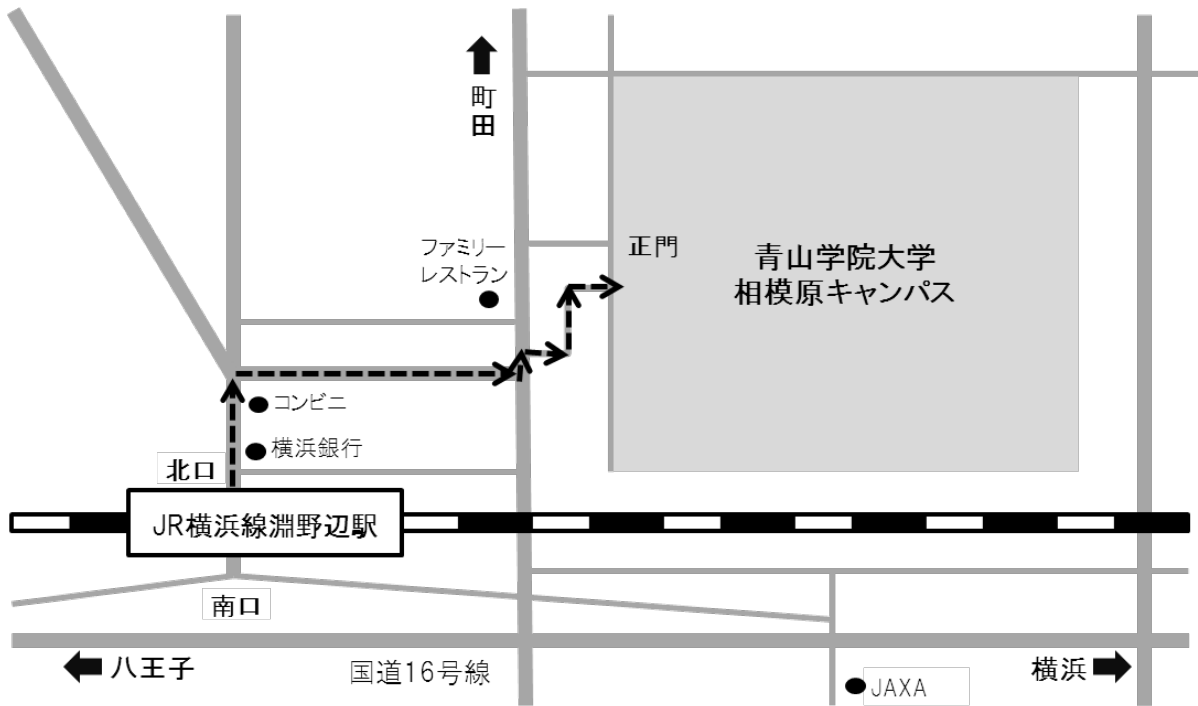 町
田
ファミリー
レストラン
正門
青山学院大学
相模原キャンパス
コンビニ
横浜銀行
北口
JR横浜線淵野辺駅
南口
八王子
国道16号線
横浜
JAXA